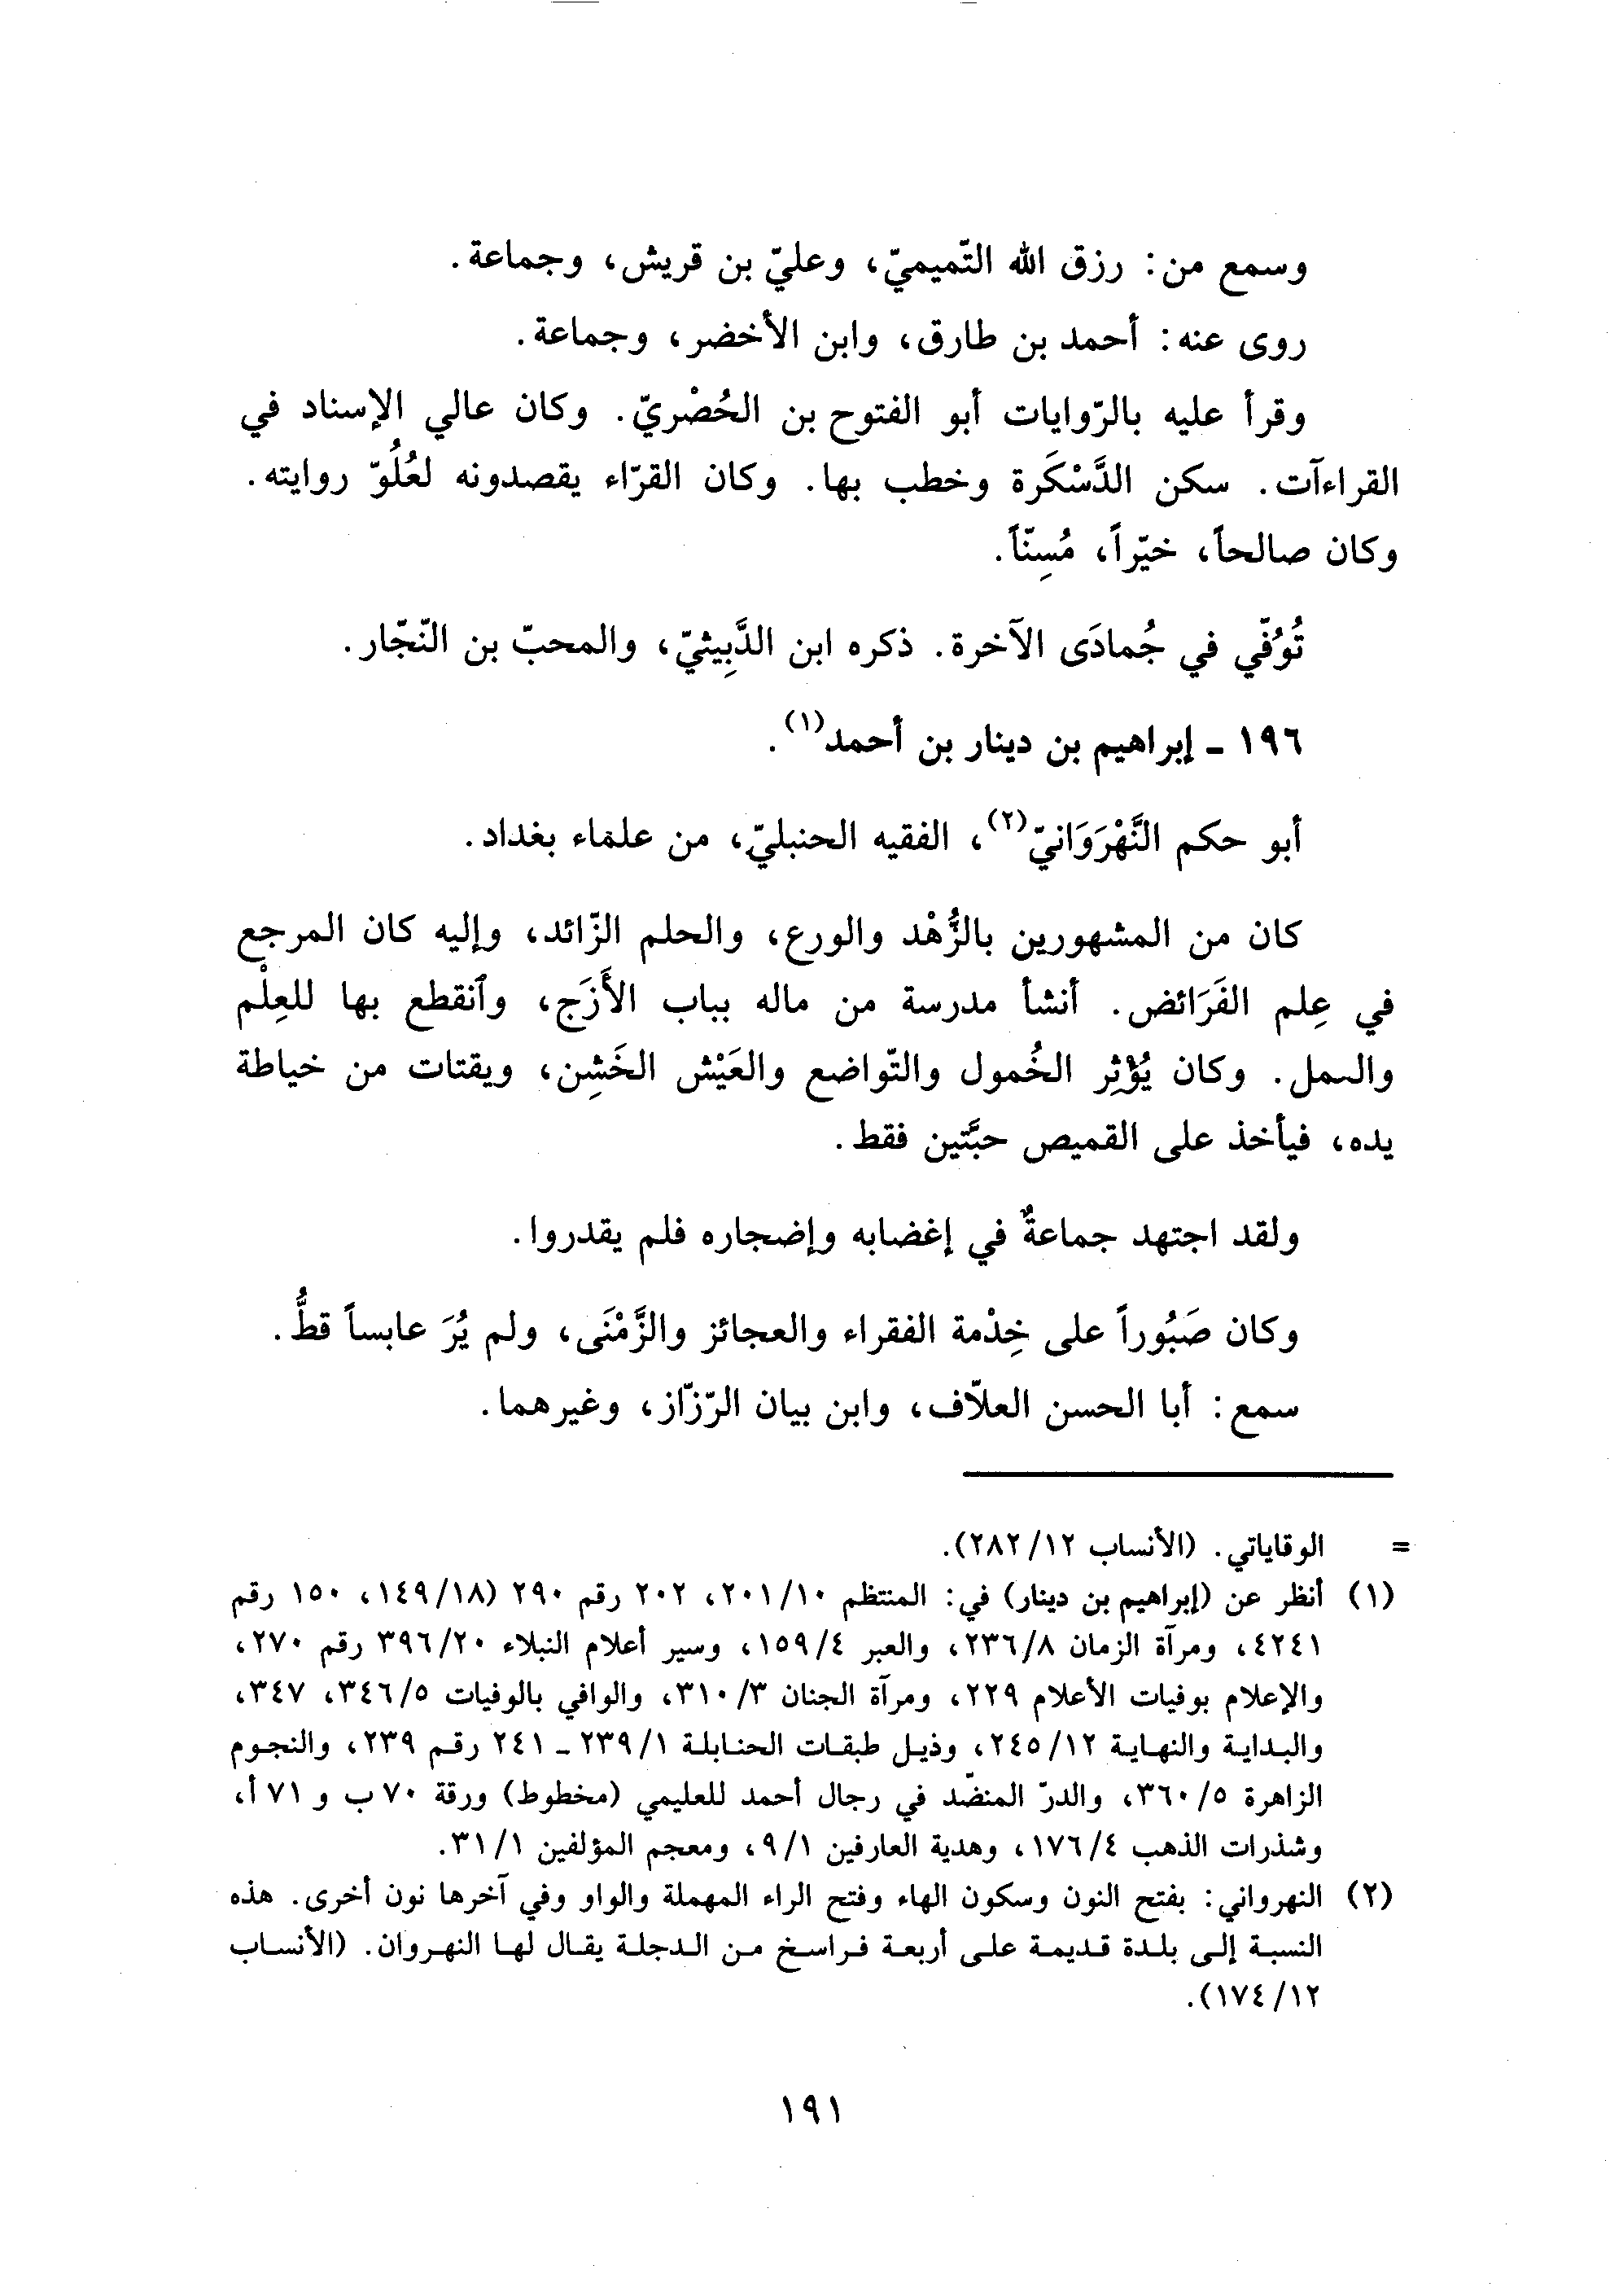 وسمع من: رزق الله التّميميّ، وعليّ بن قريش، وجماعة.
روى عنه: أحمد بن طارق، وابن الأخضر، وجماعة.
وقرأ عليه بالرّوايات أبو الفتوح بن الحُصْريّ. وكان عالي الإسناد في
القراءآت. سكن الدَّسْكَرة وخطب بها. وكان القرّاء يقصدونه لعُلُوّ روايته.
وكان صالحاً، خيّراً، مُسِنّاً.
تُوُفّي في جُمادَى الآخرة. ذكره ابن الدَّبِيثيّ، والمحبّ بن النّجّار.
١٩٦ ـ إبراهيم بن دينار بن أحمد(١).
أبو حكم النَّهْرَوَانيّ(٢)، الفقيه الحنبليّ، من علماء بغداد.
كان من المشهورين بالزُّهْد والورع، والحلم الزّائد، وإليه كان المرجع
في عِلم الفَرَائض. أنشأ مدرسة من ماله بباب الأَزَج، وٱنقطع بها للعِلْم
والعمل. وكان يُؤْثِر الخُمول والتّواضع والعَيْش الخَشِن، ويقتات من خياطة
يده، فيأخذ على القميص حبَّتين فقط.
ولقد اجتهد جماعةٌ في إغضابه وإضجاره فلم يقدروا.
وكان صَبُوراً على خِدْمة الفقراء والعجائز والزَّمْنَى، ولم يُرَ عابساً قطُّ.
سمع: أبا الحسن العلاّف، وابن بيان الرّزّاز، وغيرهما.
= الوقاياتي. (الأنساب ١٢/ ٢٨٢).
(١) أنظر عن (إبراهيم بن دينار) في: المنتظم ١٠/ ٢٠١، ٢٠٢ رقم ٢٩٠ (١٨/ ١٤٩، ١٥٠ رقم
٤٢٤١، ومرآة الزمان ٨/ ٢٣٦، والعبر ٤/ ١٥٩، وسير أعلام النبلاء ٢٠/ ٣٩٦ رقم ٢٧٠،
والإعلام بوفيات الأعلام ٢٢٩، ومرآة الجنان ٣/ ٣١٠، والوافي بالوفيات ٥/ ٣٤٦، ٣٤٧،
والبداية والنهاية ١٢/ ٢٤٥، وذيل طبقات الحنابلة ١/ ٢٣٩ ـ ٢٤١ رقم ٢٣٩، والنجوم
الزاهرة ٥/ ٣٦٠، والدرّ المنضّد في رجال أحمد للعليمي (مخطوط) ورقة ٧٠ ب و ٧١ أ،
وشذرات الذهب ٤/ ١٧٦، وهدية العارفين ١/ ٩، ومعجم المؤلفين ١/ ٣١.
(٢) النهرواني: بفتح النون وسكون الهاء وفتح الراء المهملة والواو وفي آخرها نون أخرى. هذه
النسبة إلى بلدة قديمة على أربعة فراسخ من الدجلة يقال لها النهروان. (الأنساب
١٢/ ١٧٤).
١٩١